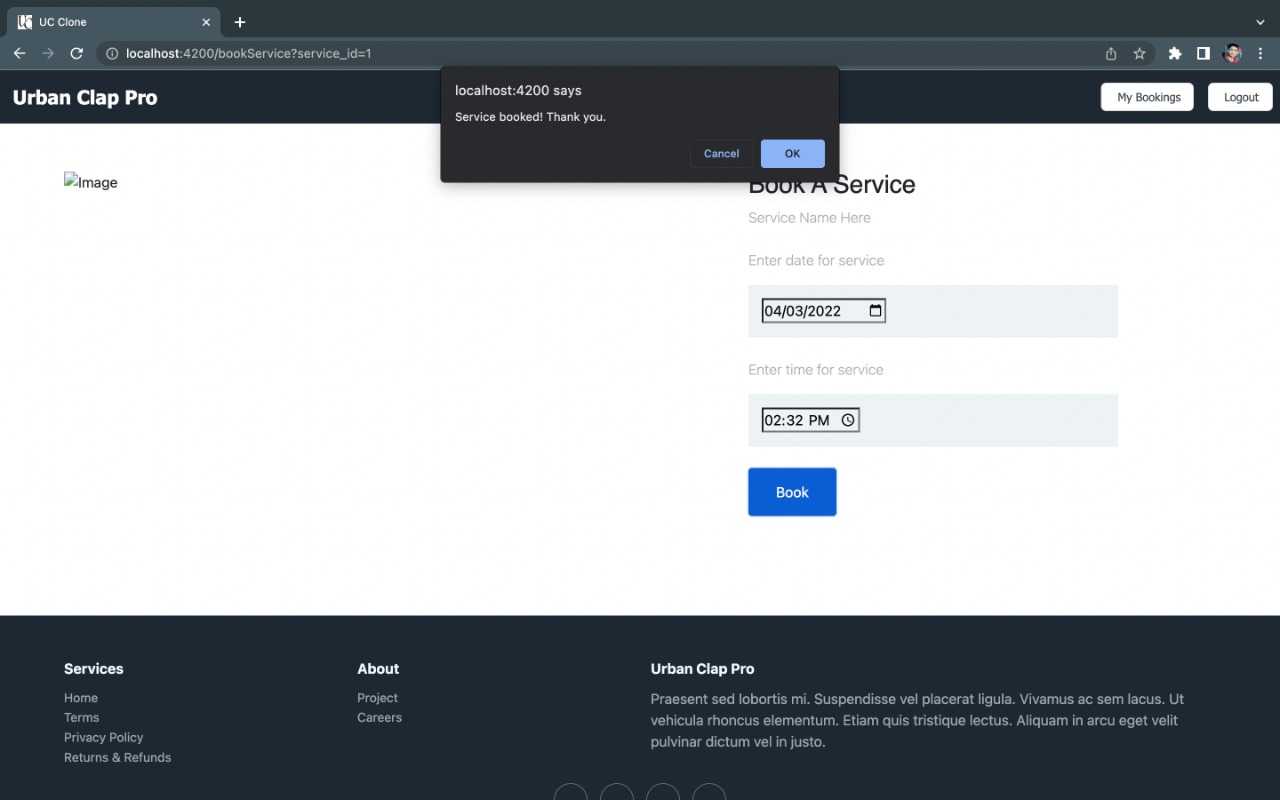 UC Clone
localhost:4200/bookService?service_id=1
localhost:4200 says
Service booked! Thank you.
Cancel
OK
Urban Clap Pro
My Bookings
Logout
Image
Book A Service
Service Name Here
Enter date for service
04/03/2022
Enter time for service
02:32 PM
Book
Services
Home
Terms
Privacy Policy
Returns & Refunds
About
Project
Careers
Urban Clap Pro
Praesent sed lobortis mi. Suspendisse vel placerat ligula. Vivamus ac sem lacus. Ut
vehicula rhoncus elementum. Etiam quis tristique lectus. Aliquam in arcu eget velit
pulvinar dictum vel in justo.